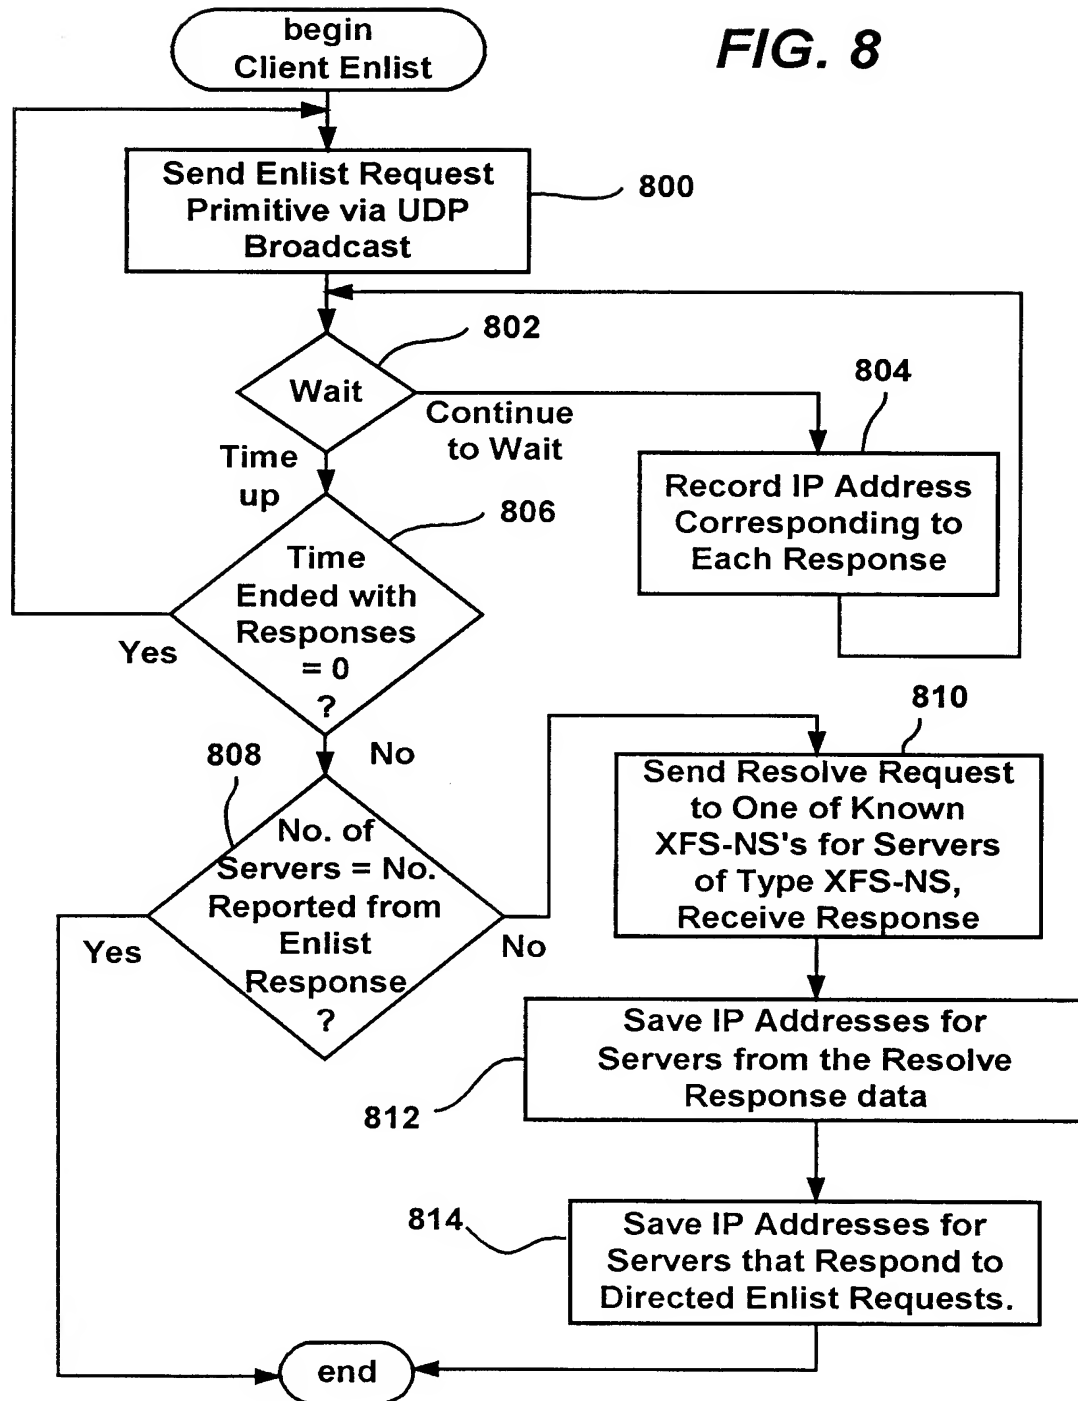 begin
Client Enlist
FIG. 8
Send Enlist Request
Primitive via UDP
Broadcast
800
802
Wait
Continue
to Wait
804
Record IP Address
Corresponding to
Each Response
Time
up
806
Time
Ended with
Responses
= 0
?
Yes
No
808
No. of
Servers = No.
Reported from
Enlist
Response
?
Yes
No
810
Send Resolve Request
to One of Known
XFS-NS's for Servers
of Type XFS-NS,
Receive Response
Save IP Addresses for
Servers from the Resolve
Response data
812
814
Save IP Addresses for
Servers that Respond to
Directed Enlist Requests.
end